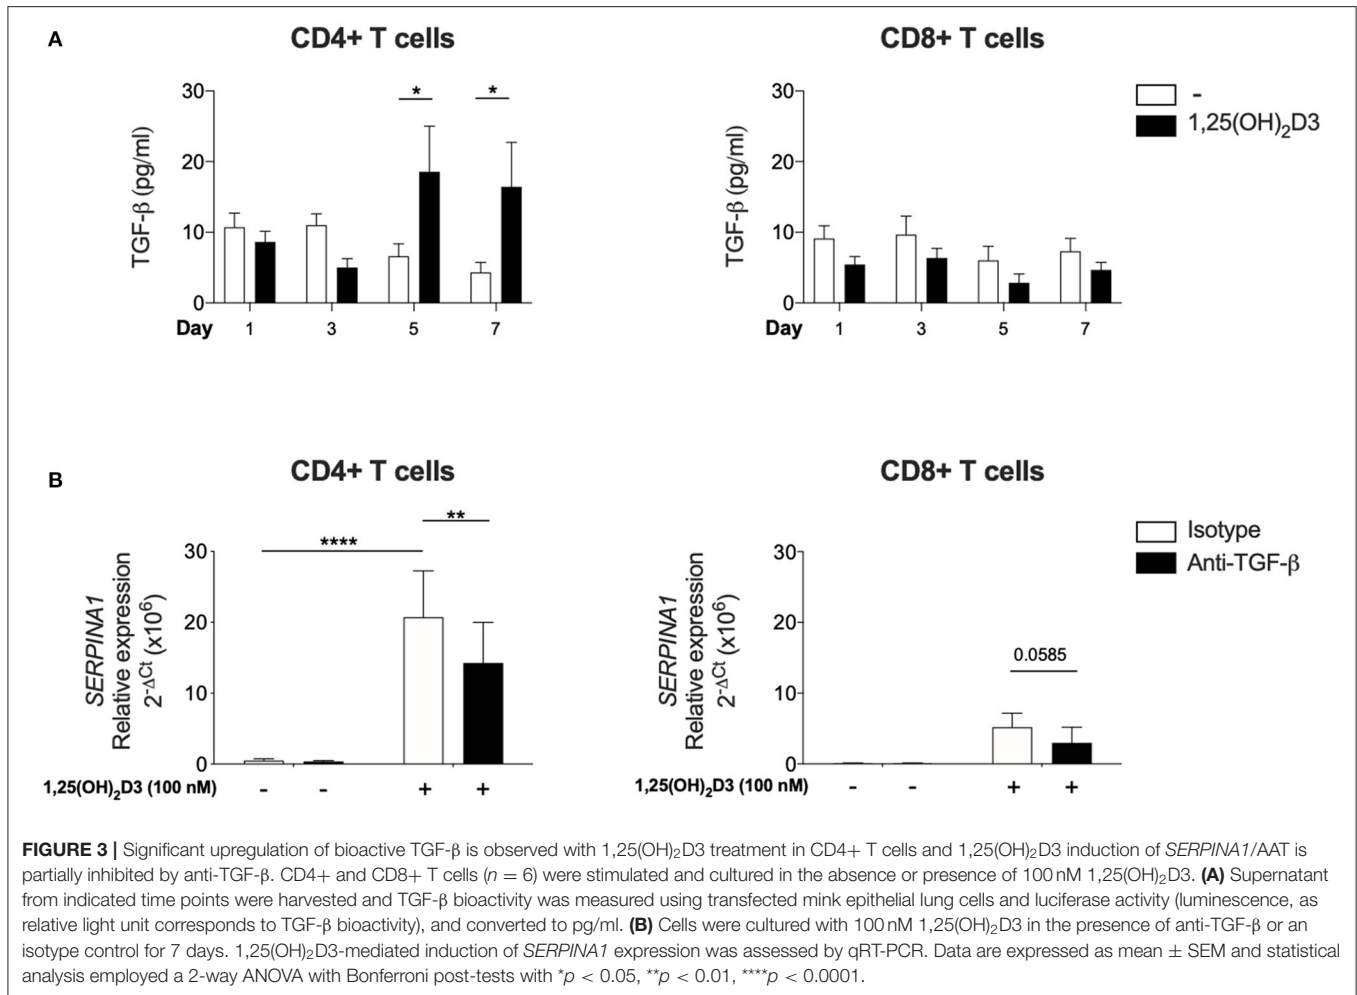 A
CD4+ T cells
CD8+ T cells
30
20
10
0
TGF-β (pg/ml)
*
*
Day 1 3 5 7
30
20
10
0
TGF-β (pg/ml)
Day 1 3 5 7
-
1,25(OH)₂D3
B
CD4+ T cells
CD8+ T cells
SERPINA1
Relative expression
2^-ΔCt (x10⁶)
30
20
10
0
****
**
1,25(OH)₂D3 (100 nM) - - + +
SERPINA1
Relative expression
2^-ΔCt (x10⁶)
30
20
10
0
0.0585
1,25(OH)₂D3 (100 nM) - - + +
Isotype
Anti-TGF-β
FIGURE 3 | Significant upregulation of bioactive TGF-β is observed with 1,25(OH)₂D3 treatment in CD4+ T cells and 1,25(OH)₂D3 induction of SERPINA1/AAT is
partially inhibited by anti-TGF-β. CD4+ and CD8+ T cells (n = 6) were stimulated and cultured in the absence or presence of 100 nM 1,25(OH)₂D3. (A) Supernatant
from indicated time points were harvested and TGF-β bioactivity was measured using transfected mink epithelial lung cells and luciferase activity (luminescence, as
relative light unit corresponds to TGF-β bioactivity), and converted to pg/ml. (B) Cells were cultured with 100 nM 1,25(OH)₂D3 in the presence of anti-TGF-β or an
isotype control for 7 days. 1,25(OH)₂D3-mediated induction of SERPINA1 expression was assessed by qRT-PCR. Data are expressed as mean ± SEM and statistical
analysis employed a 2-way ANOVA with Bonferroni post-tests with *p < 0.05, **p < 0.01, ****p < 0.0001.